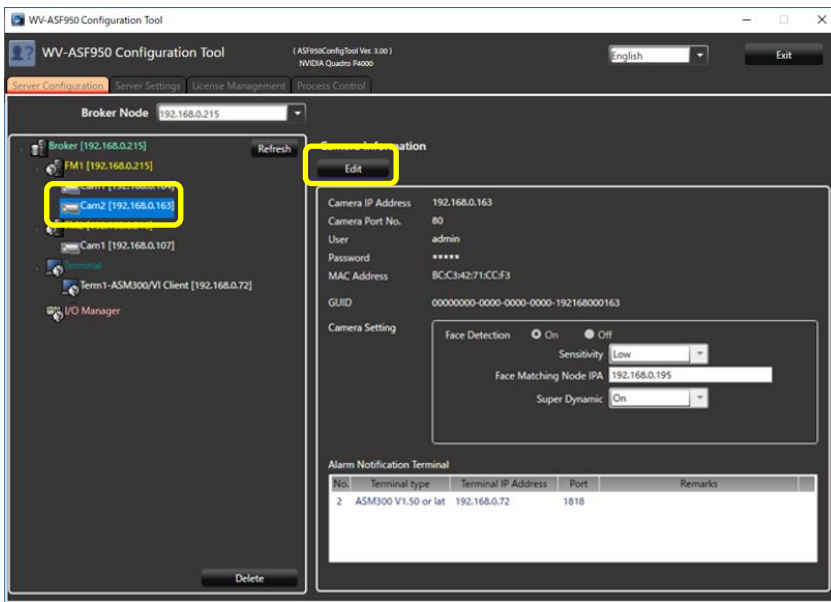 WV-ASF950 Configuration Tool
WV-ASF950 Configuration Tool
( ASF950ConfigTool Ver. 3.00 )
NVIDIA Quadro P4000
English
Exit
Server Configuration Server Settings License Management Process Control
Broker Node 192.168.0.215
Broker [192.168.0.215]
Refresh
FM1 [192.168.0.215]
Cam2 [192.168.0.163]
Cam1 [192.168.0.107]
Terminal
Term1-ASM300/VI Client [192.168.0.72]
I/O Manager
Delete
Camera Information
Edit
Camera IP Address 192.168.0.163
Camera Port No. 80
User admin
Password *****
MAC Address BC:C3:42:71:CC:F3
GUID 00000000-0000-0000-0000-192168000163
Camera Setting
Face Detection On Off
Sensitivity Low
Face Matching Node IPA 192.168.0.195
Super Dynamic On
Alarm Notification Terminal
No. Terminal type Terminal IP Address Port Remarks
2 ASM300 V1.50 or lat 192.168.0.72 1818